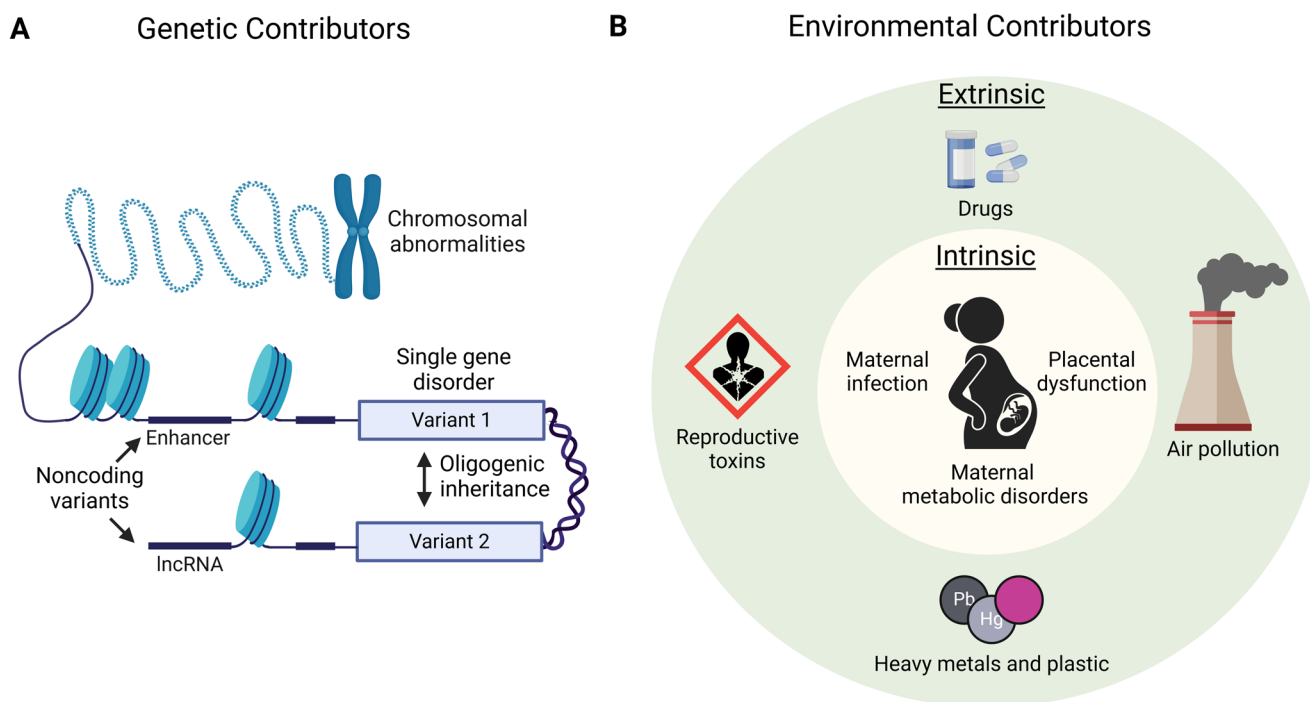 A
Genetic Contributors
Chromosomal
abnormalities
Single gene
disorder
Variant 1
Enhancer
Noncoding
variants
Oligogenic
inheritance
Variant 2
lncRNA
B
Environmental Contributors
Extrinsic
Drugs
Intrinsic
Maternal
infection
Placental
dysfunction
Maternal
metabolic disorders
Reproductive
toxins
Air pollution
Pb
Hg
Heavy metals and plastic